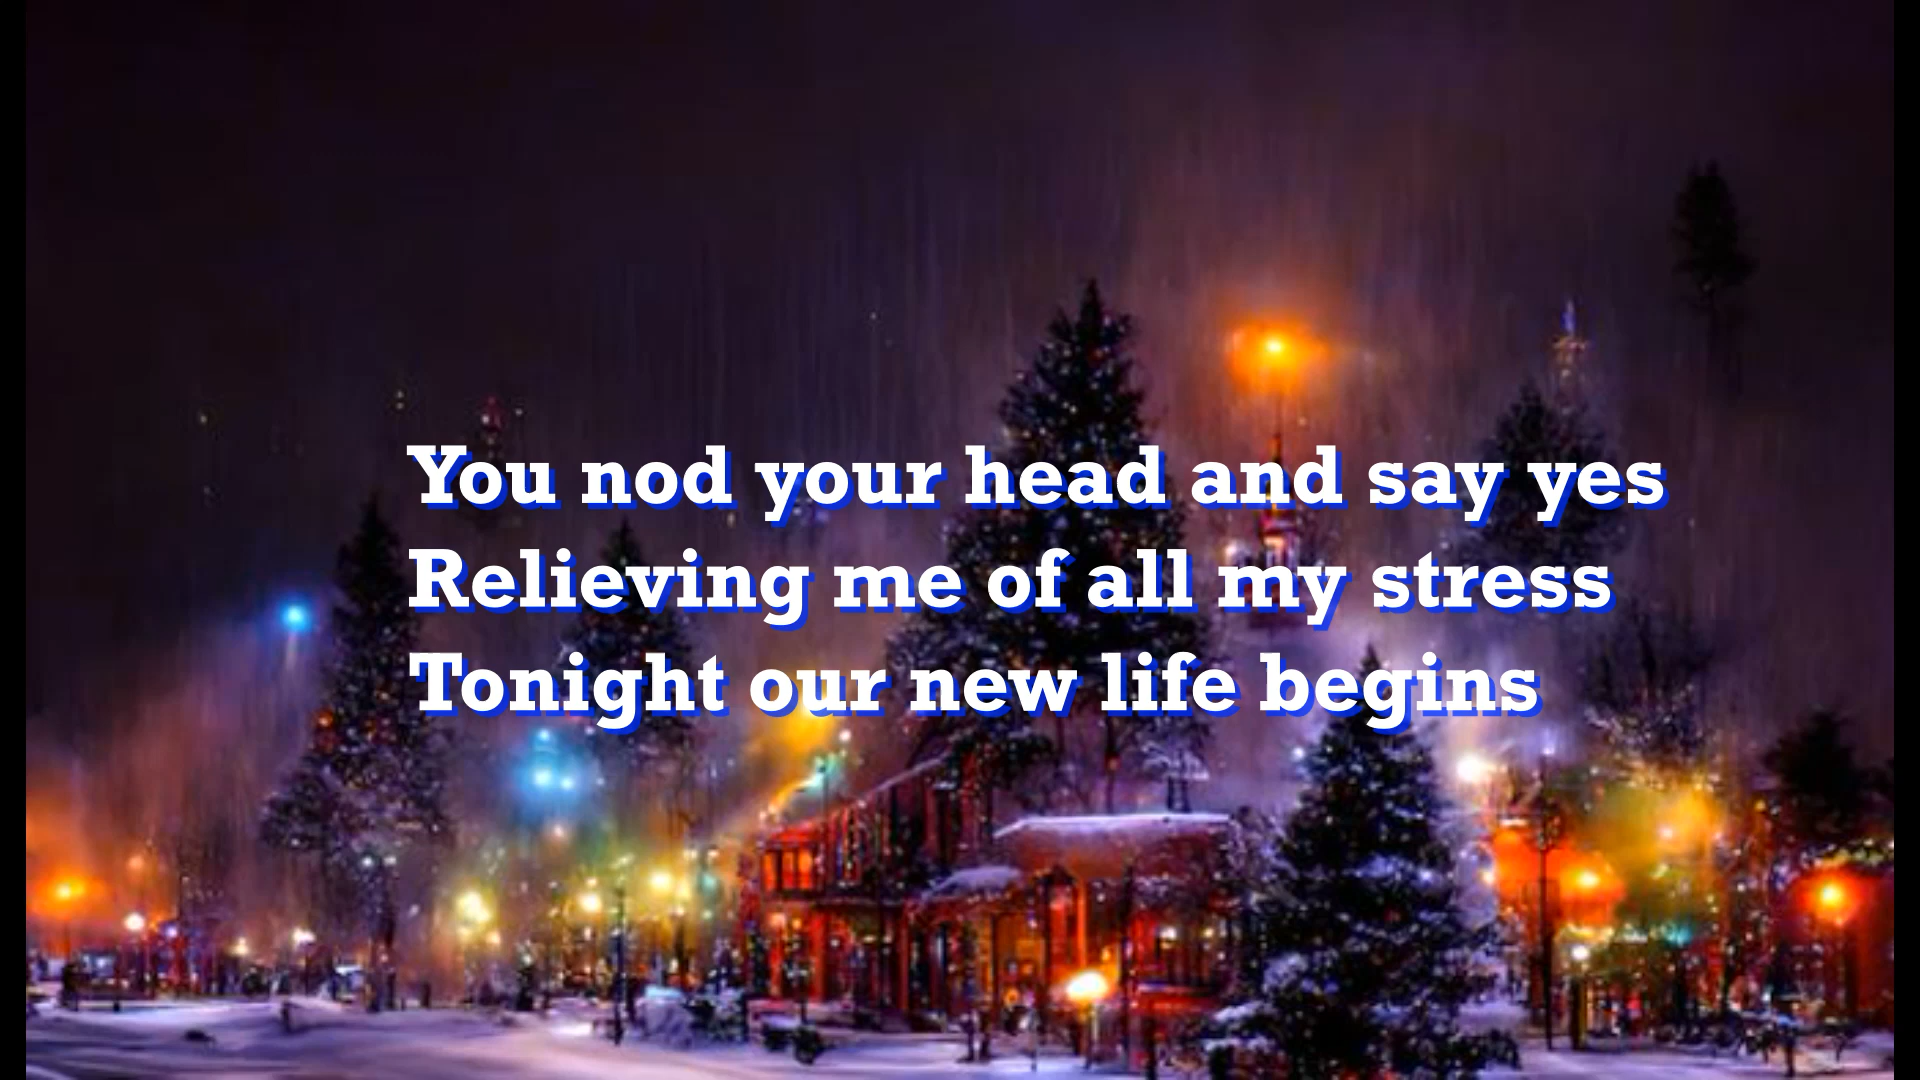 You nod your head and say yes
Relieving me of all my stress
Tonight our new life begins